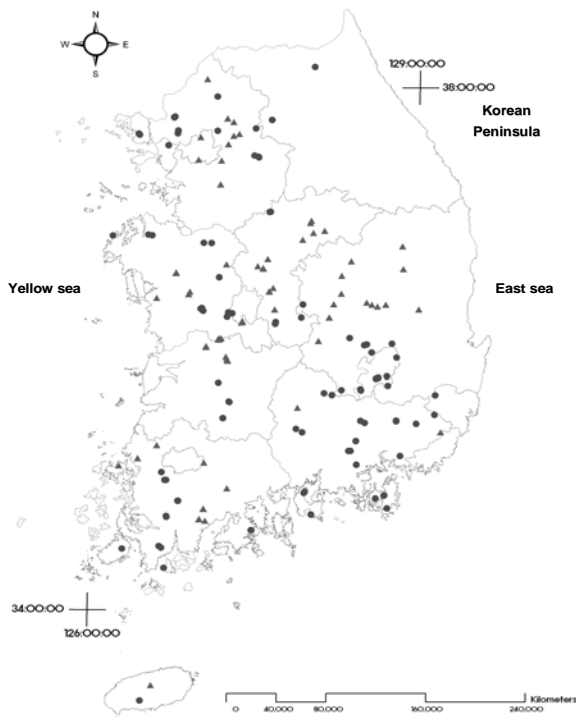 N
W E
S
129:00:00
38:00:00
Korean
Peninsula
Yellow sea
East sea
34:00:00
126:00:00
Kilometers
0 40,000 80,000 160,000 240,000